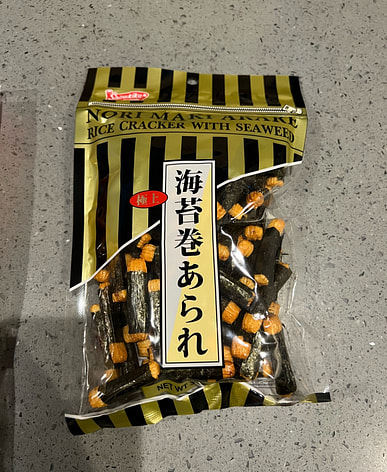 NORI MAKI ARARE
RICE CRACKER WITH SEAWEED
極上
海苔巻あられ
NET WT